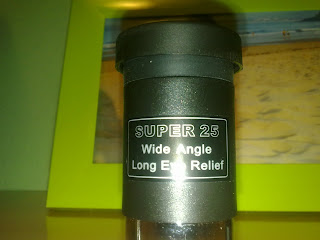 SUPER 25
Wide Angle
Long Eye Relief